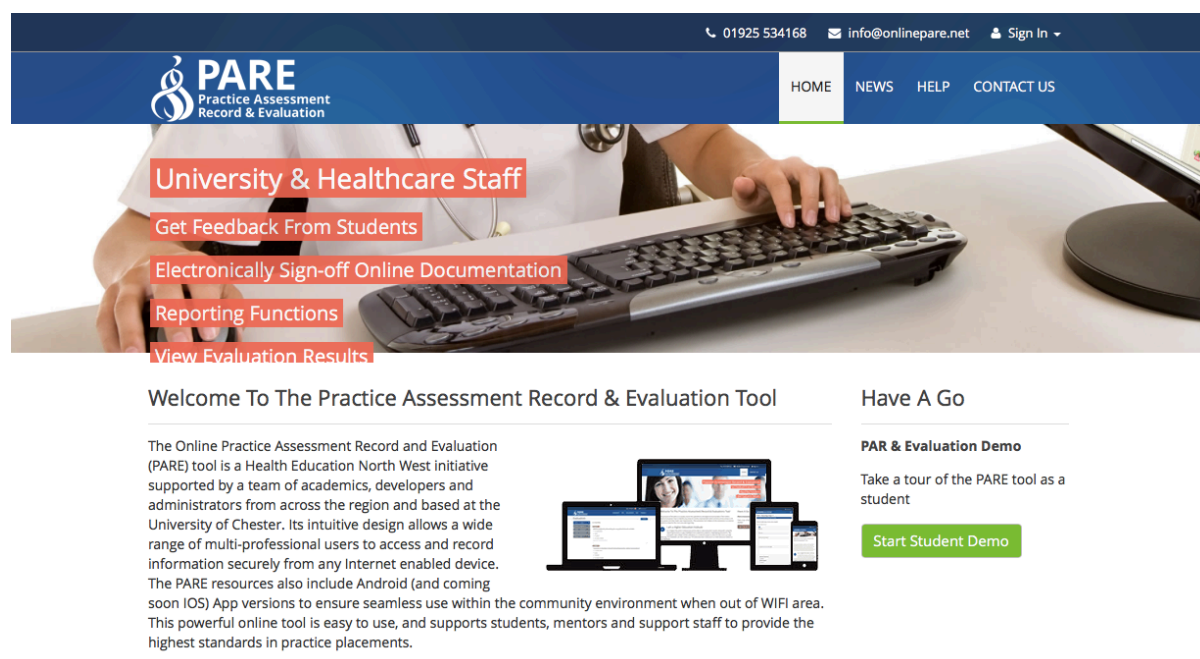 01925 534168 info@onlinepare.net Sign In
PARE
Practice Assessment
Record & Evaluation
HOME NEWS HELP CONTACT US
University & Healthcare Staff
Get Feedback From Students
Electronically Sign-off Online Documentation
Reporting Functions
View Evaluation Results
Welcome To The Practice Assessment Record & Evaluation Tool
The Online Practice Assessment Record and Evaluation
(PARE) tool is a Health Education North West initiative
supported by a team of academics, developers and
administrators from across the region and based at the
University of Chester. Its intuitive design allows a wide
range of multi-professional users to access and record
information securely from any Internet enabled device.
The PARE resources also include Android (and coming
soon IOS) App versions to ensure seamless use within the community environment when out of WIFI area.
This powerful online tool is easy to use, and supports students, mentors and support staff to provide the
highest standards in practice placements.
Have A Go
PAR & Evaluation Demo
Take a tour of the PARE tool as a
student
Start Student Demo